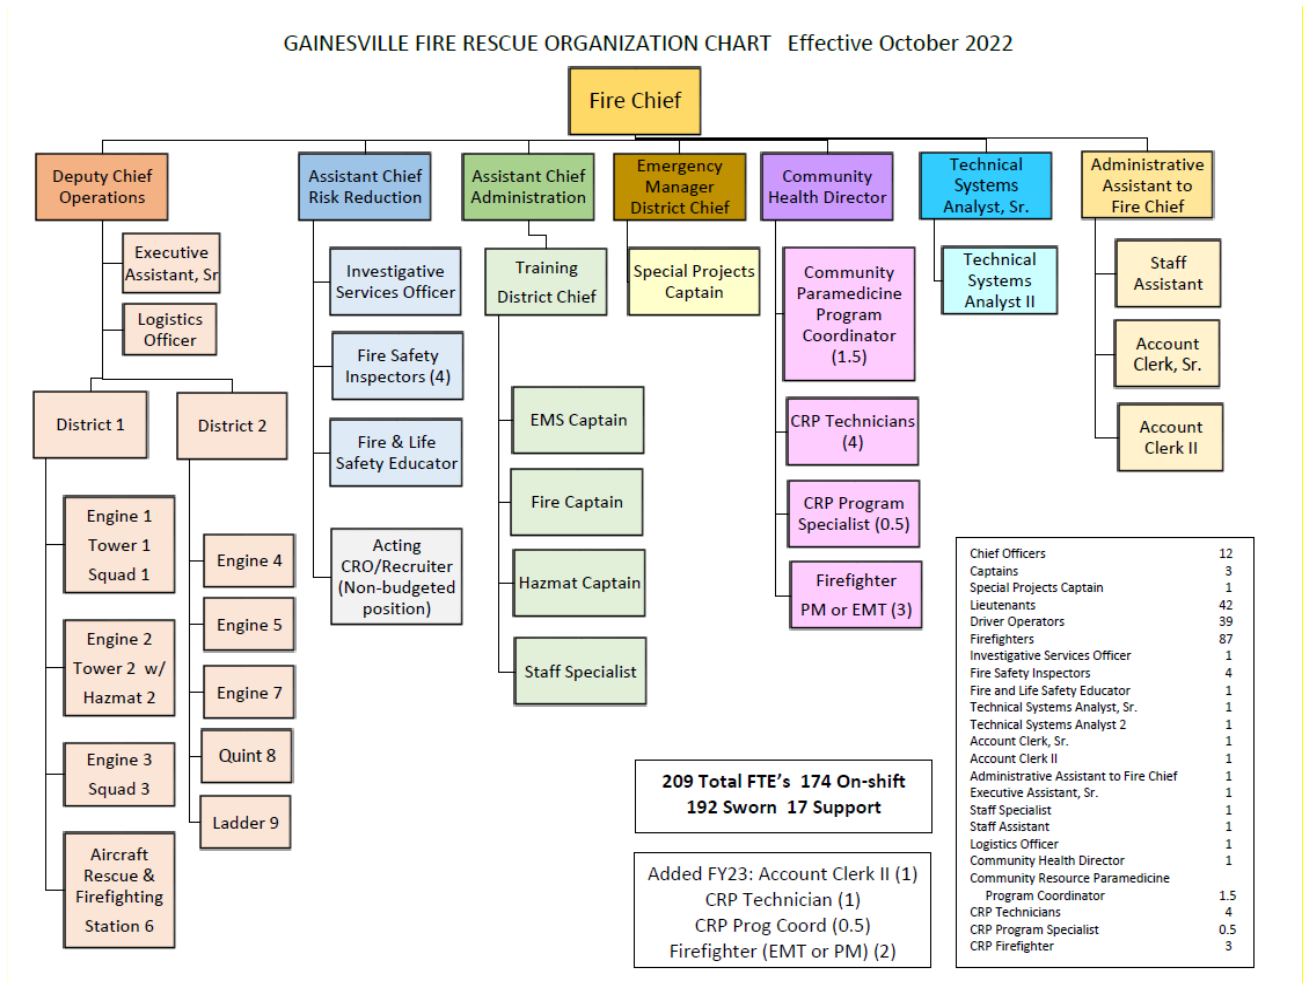 GAINESVILLE FIRE RESCUE ORGANIZATION CHART Effective October 2022
Fire Chief
Deputy Chief
Operations
Assistant Chief
Risk Reduction
Assistant Chief
Administration
Emergency
Manager
District Chief
Community
Health Director
Technical
Systems
Analyst, Sr.
Administrative
Assistant to
Fire Chief
Executive
Assistant, Sr
Logistics
Officer
District 1
District 2
Engine 1
Tower 1
Squad 1
Engine 2
Tower 2 w/
Hazmat 2
Engine 3
Squad 3
Aircraft
Rescue &
Firefighting
Station 6
Engine 4
Engine 5
Engine 7
Quint 8
Ladder 9
Investigative
Services Officer
Fire Safety
Inspectors (4)
Fire & Life
Safety Educator
Acting
CRO/Recruiter
(Non-budgeted
position)
Training
District Chief
EMS Captain
Fire Captain
Hazmat Captain
Staff Specialist
Special Projects
Captain
Community
Paramedicine
Program
Coordinator
(1.5)
CRP Technicians
(4)
CRP Program
Specialist (0.5)
Firefighter
PM or EMT (3)
Technical
Systems
Analyst II
Staff
Assistant
Account
Clerk, Sr.
Account
Clerk II
209 Total FTE's 174 On-shift
192 Sworn 17 Support
Added FY23: Account Clerk II (1)
CRP Technician (1)
CRP Prog Coord (0.5)
Firefighter (EMT or PM) (2)
Chief Officers 12
Captains 3
Special Projects Captain 1
Lieutenants 42
Driver Operators 39
Firefighters 87
Investigative Services Officer 1
Fire Safety Inspectors 4
Fire and Life Safety Educator 1
Technical Systems Analyst, Sr. 1
Technical Systems Analyst 2 1
Account Clerk, Sr. 1
Account Clerk II 1
Administrative Assistant to Fire Chief 1
Executive Assistant, Sr. 1
Staff Specialist 1
Staff Assistant 1
Logistics Officer 1
Community Health Director 1
Community Resource Paramedicine
Program Coordinator 1.5
CRP Technicians 4
CRP Program Specialist 0.5
CRP Firefighter 3